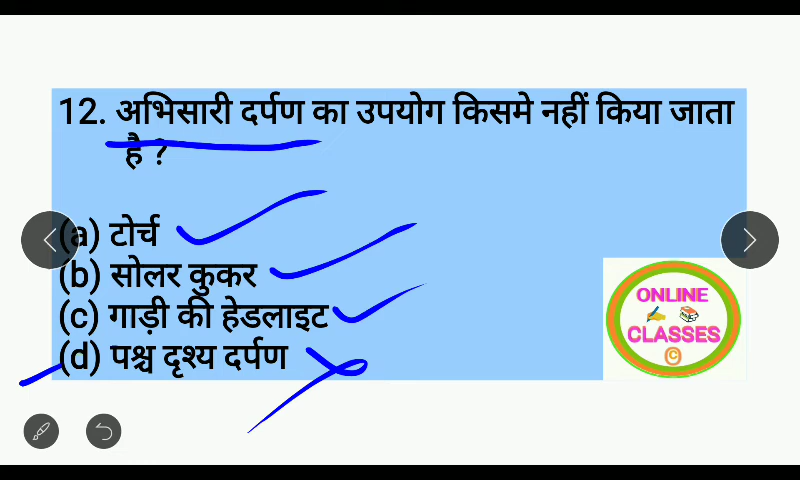 12. अभिसारी दर्पण का उपयोग किसमे नहीं किया जाता
है ?
(a) टोर्च
(b) सोलर कुकर
(c) गाड़ी की हेडलाइट
(d) पश्च दृश्य दर्पण
ONLINE
CLASSES
©